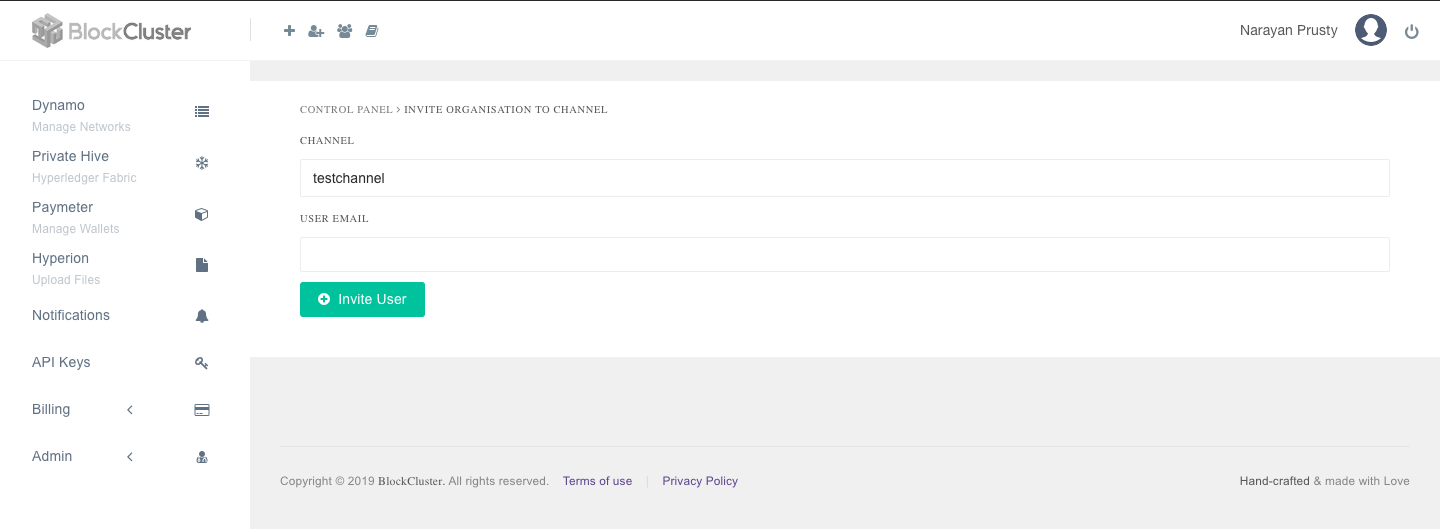 BlockCluster
Narayan Prusty
Dynamo
Manage Networks
Private Hive
Hyperledger Fabric
Paymeter
Manage Wallets
Hyperion
Upload Files
Notifications
API Keys
Billing
Admin
CONTROL PANEL > INVITE ORGANISATION TO CHANNEL
CHANNEL
testchannel
USER EMAIL
Invite User
Copyright © 2019 BlockCluster. All rights reserved. Terms of use | Privacy Policy
Hand-crafted & made with Love